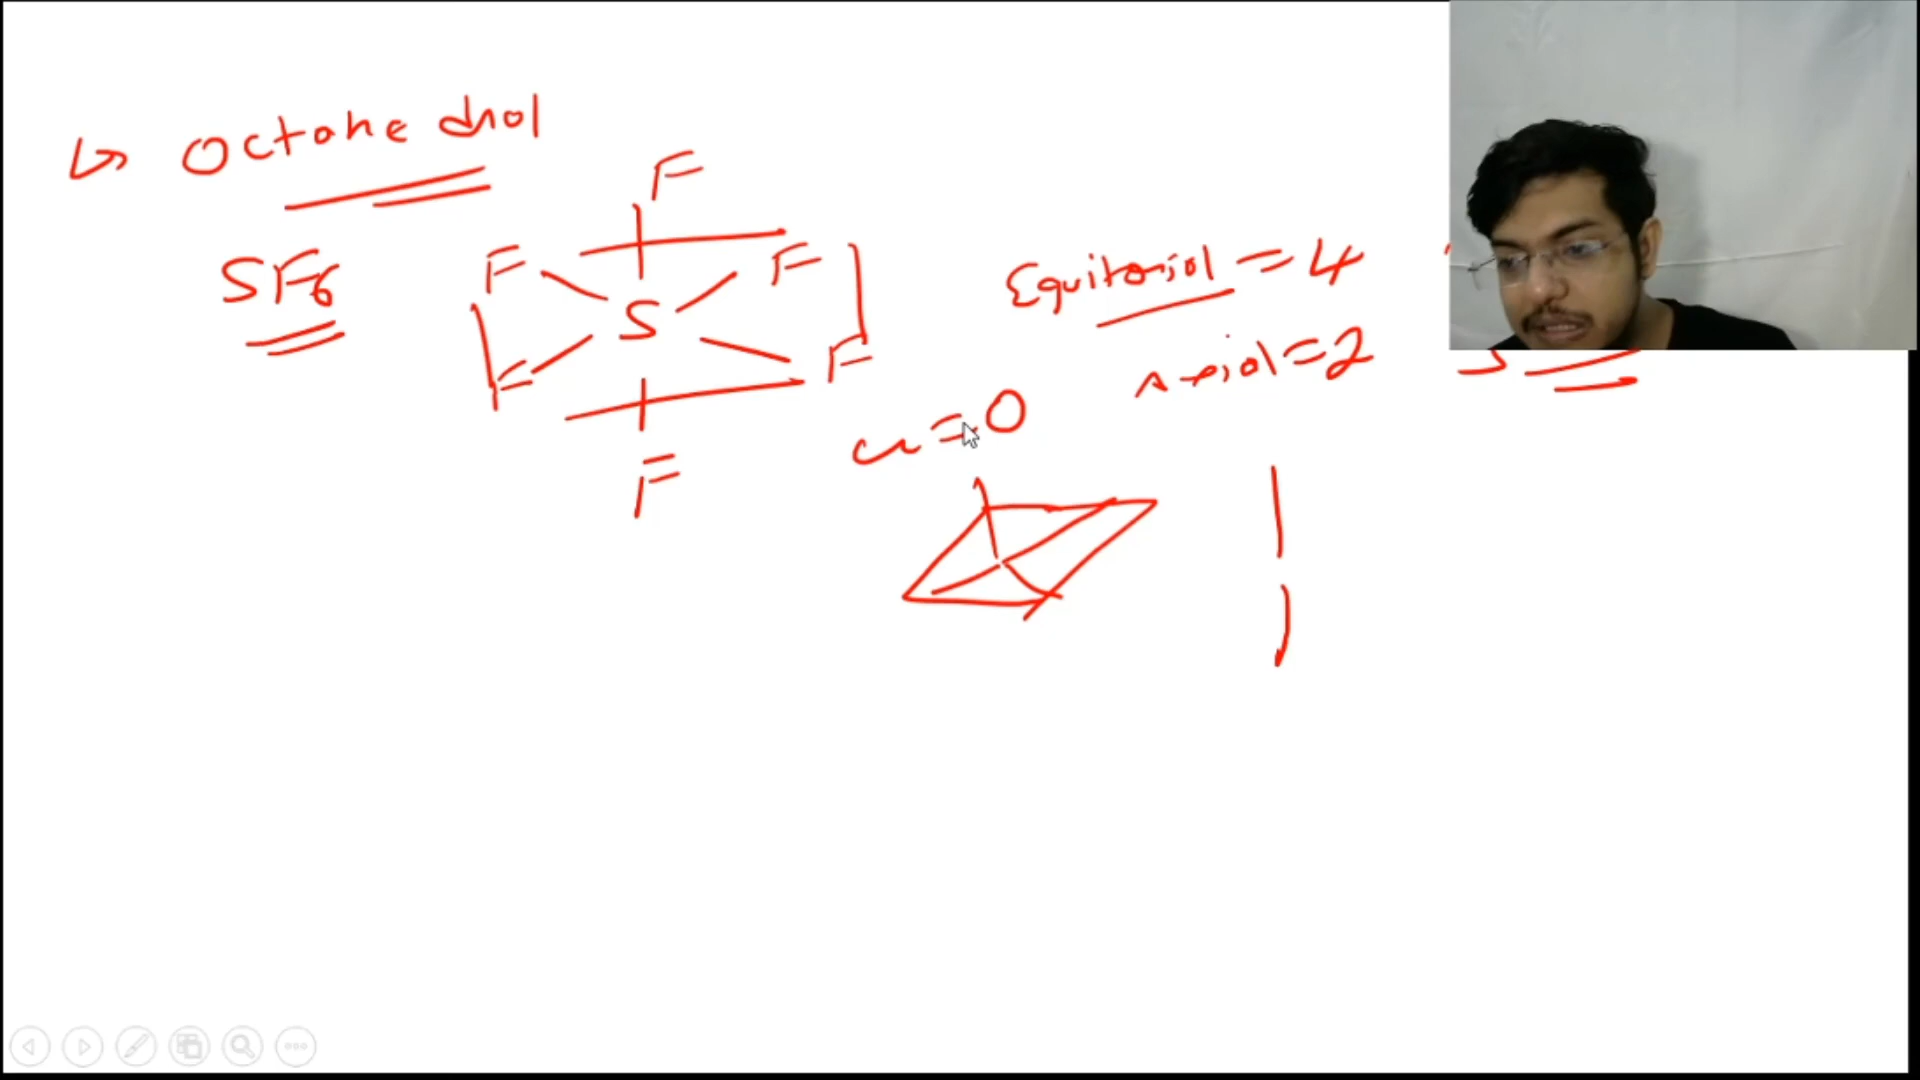 ↳ Octahedral
SF6
F
F F
S
F F
F
Equitorial = 4
Axial = 2
μ = 0